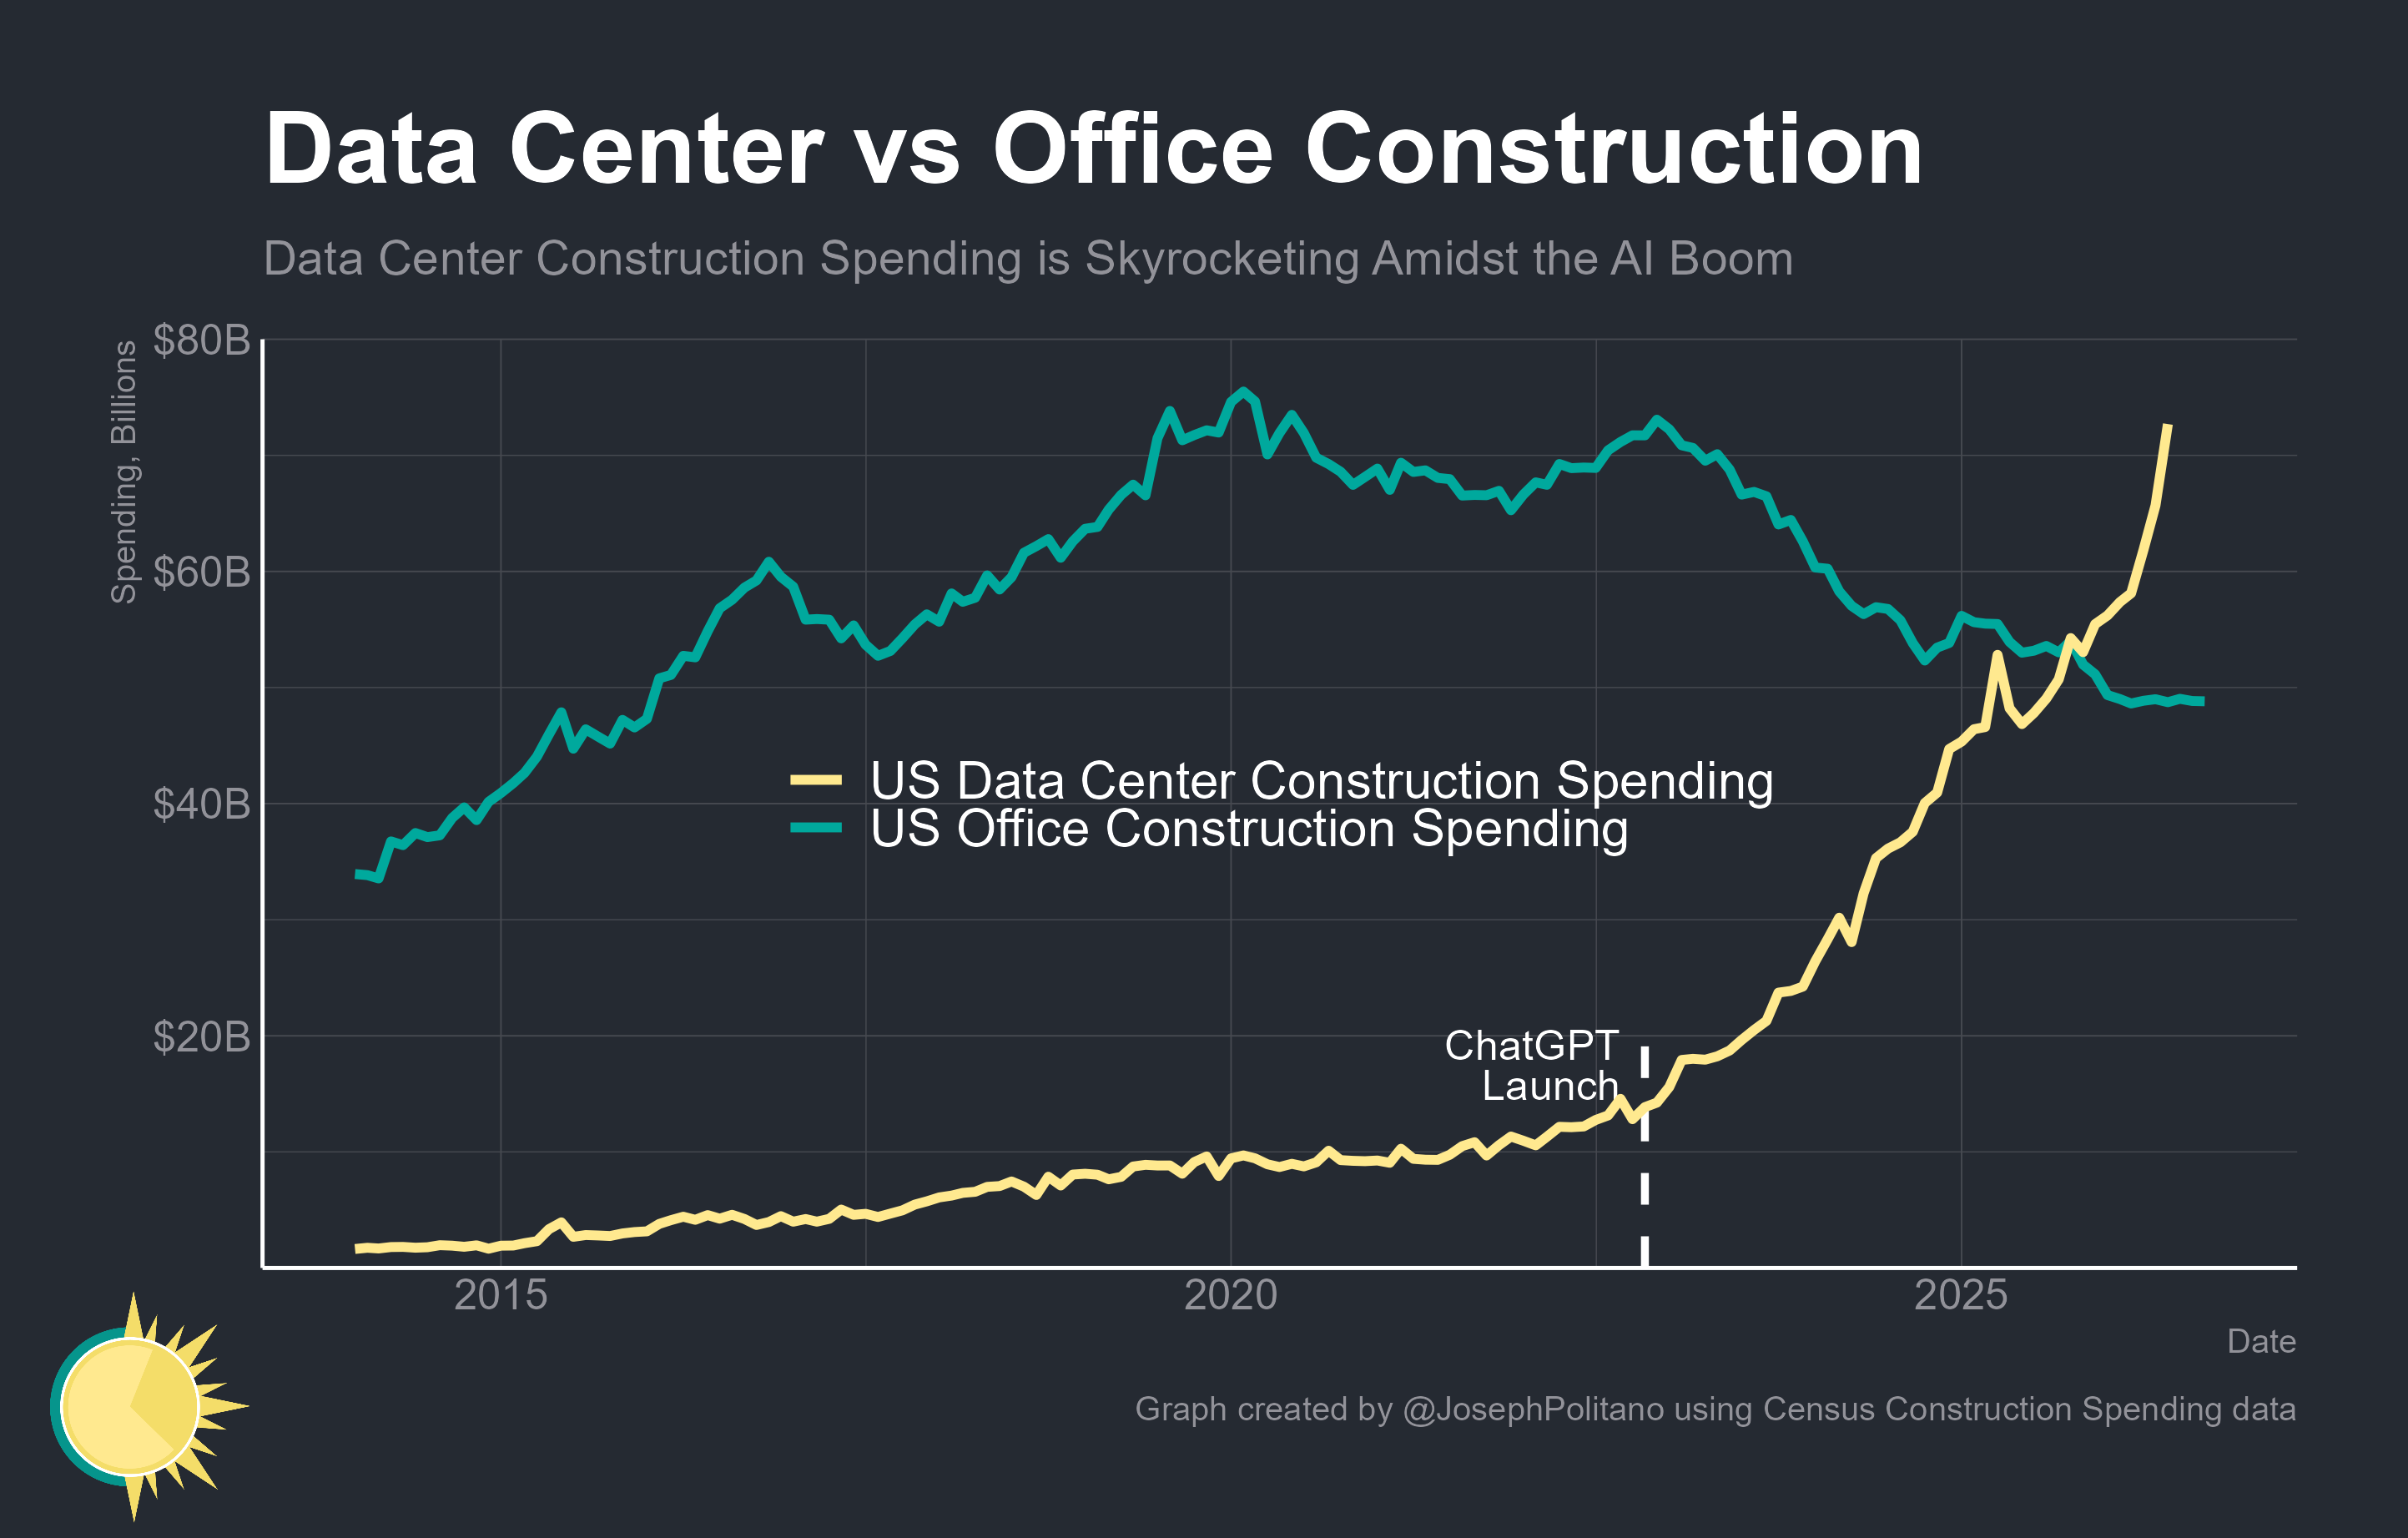 Data Center vs Office Construction
Data Center Construction Spending is Skyrocketing Amidst the AI Boom
Spending, Billions
$80B
$60B
$40B
$20B
US Data Center Construction Spending
US Office Construction Spending
ChatGPT
Launch
2015
2020
2025
Date
Graph created by @JosephPolitano using Census Construction Spending data